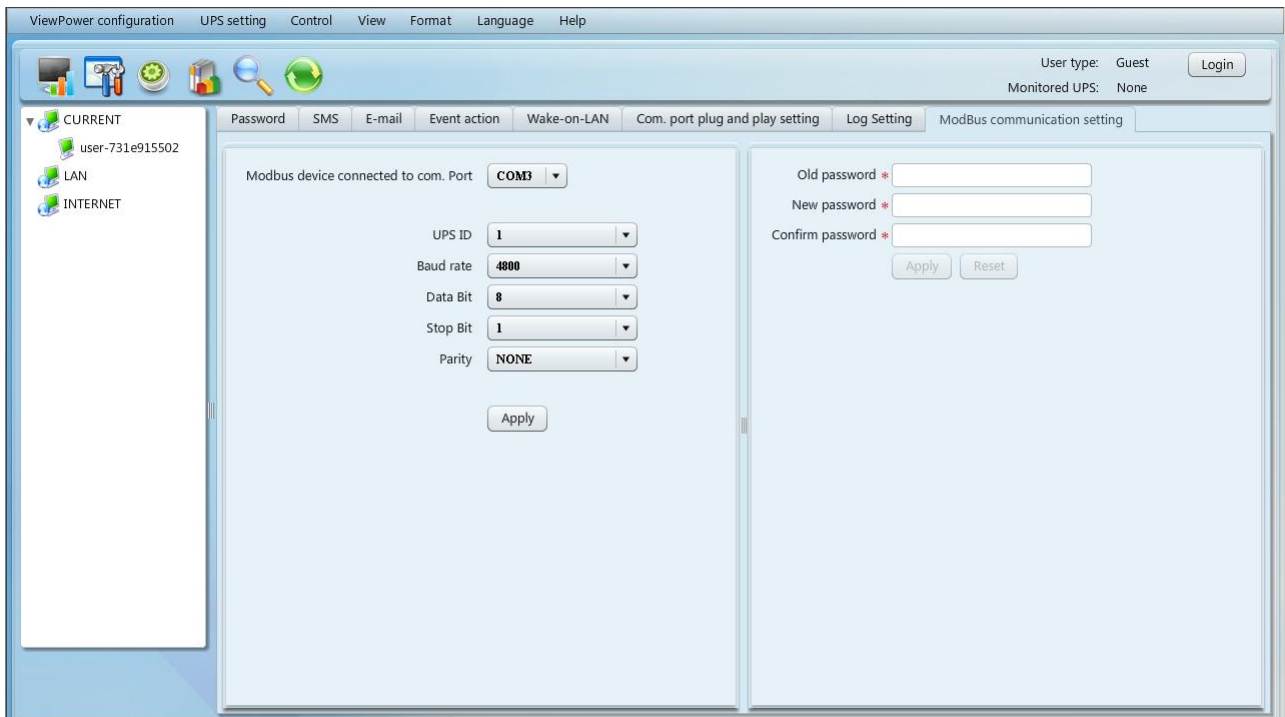 ViewPower configuration UPS setting Control View Format Language Help
User type: Guest Login
Monitored UPS: None
CURRENT
user-731e915502
LAN
INTERNET
Password SMS E-mail Event action Wake-on-LAN Com. port plug and play setting Log Setting ModBus communication setting
Modbus device connected to com. Port COM3
UPS ID 1
Baud rate 4800
Data Bit 8
Stop Bit 1
Parity NONE
Apply
Old password *
New password *
Confirm password *
Apply Reset